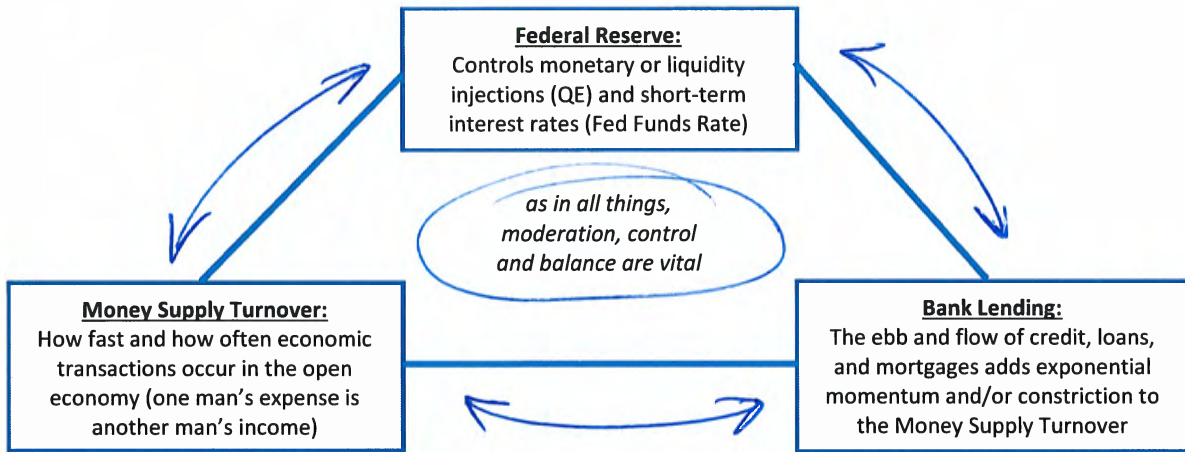 Federal Reserve:
Controls monetary or liquidity
injections (QE) and short-term
interest rates (Fed Funds Rate)
as in all things,
moderation, control
and balance are vital
Money Supply Turnover:
How fast and how often economic
transactions occur in the open
economy (one man’s expense is
another man’s income)
Bank Lending:
The ebb and flow of credit, loans,
and mortgages adds exponential
momentum and/or constriction to
the Money Supply Turnover